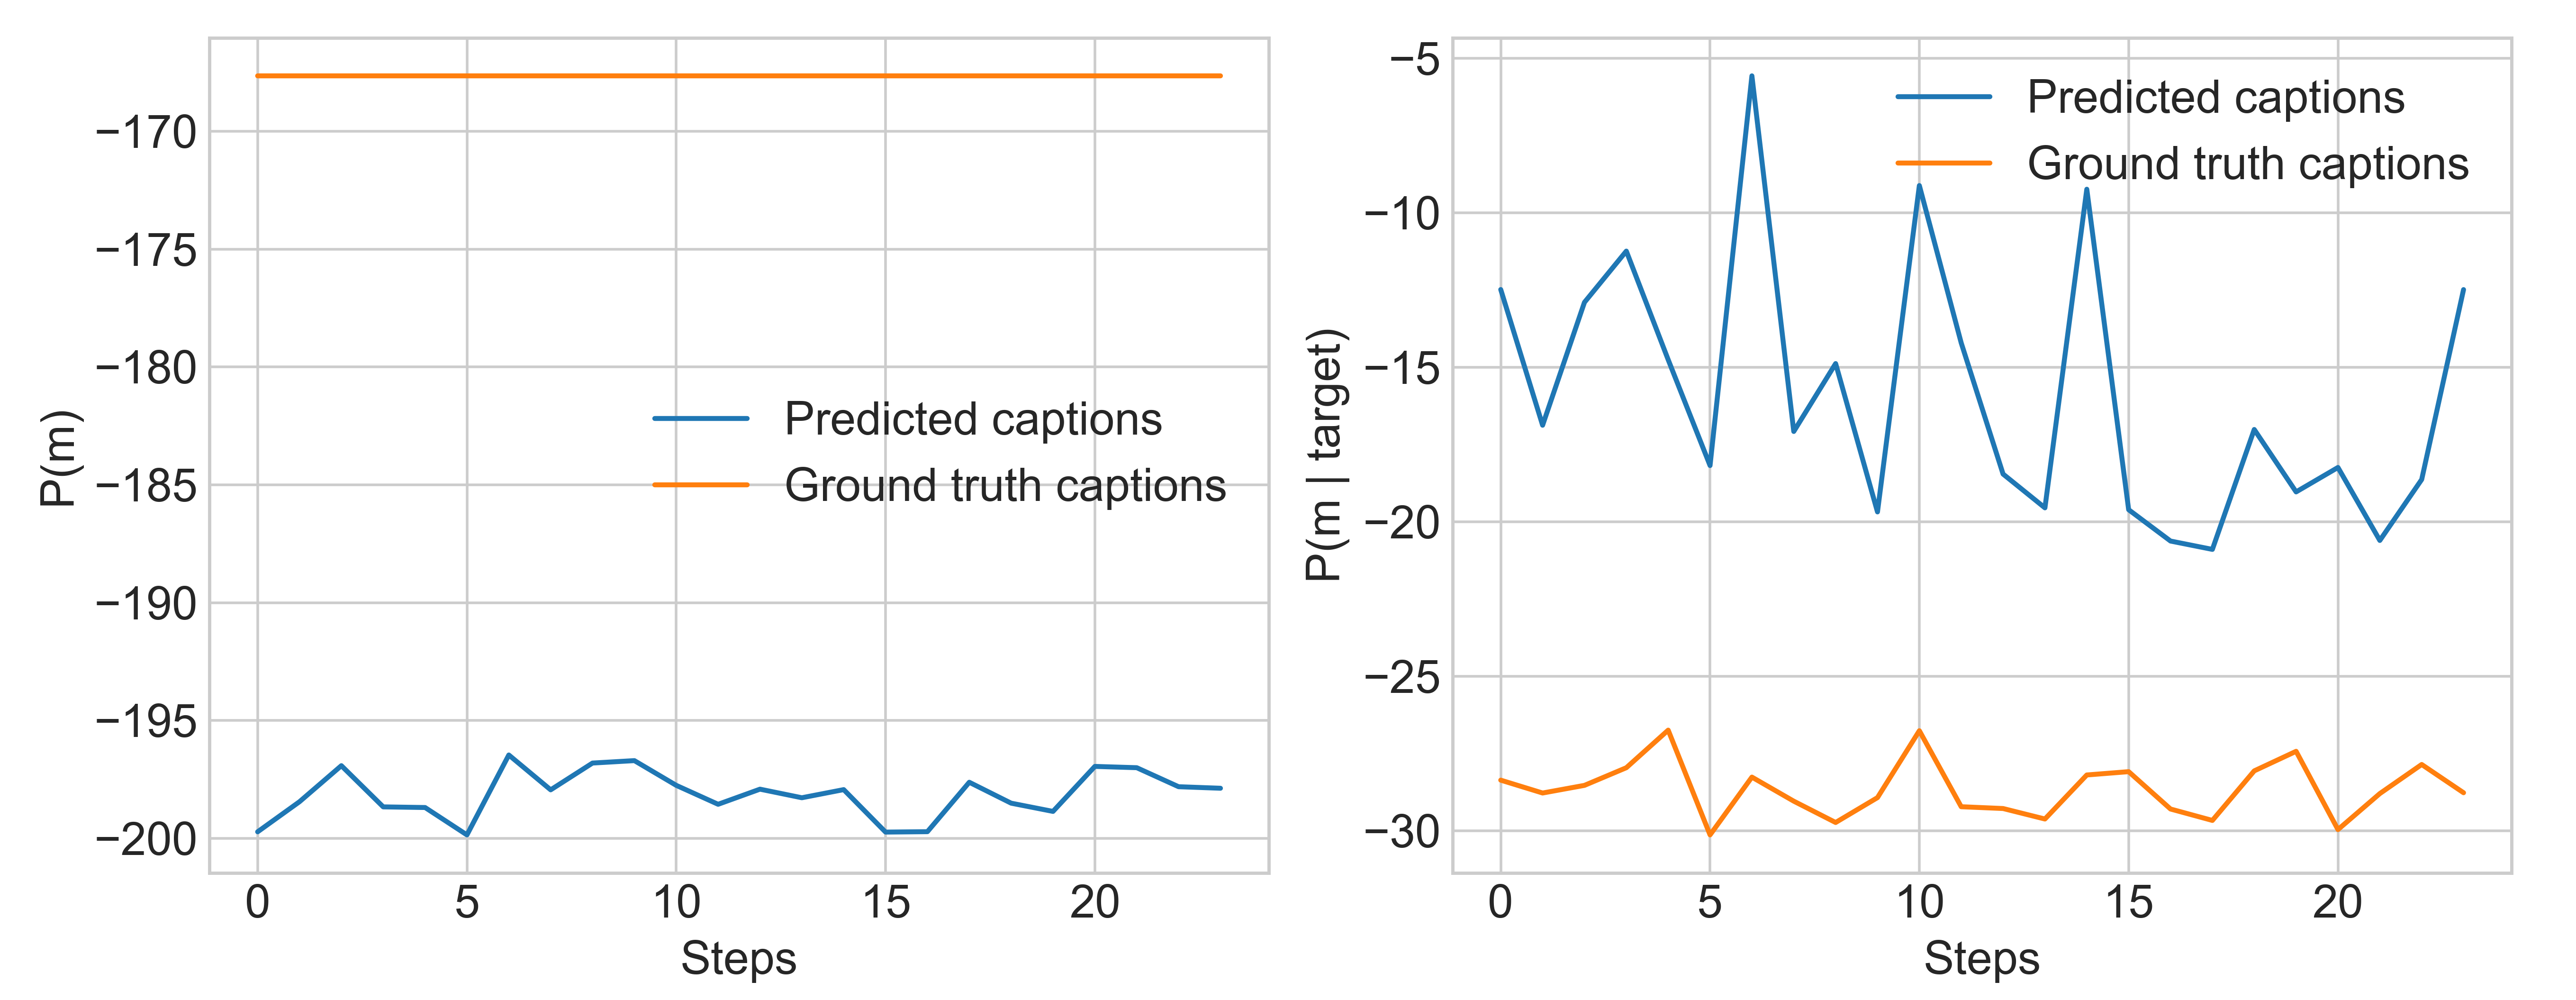 P(m)
−170
−175
−180
−185
−190
−195
−200
Predicted captions
Ground truth captions
0 5 10 15 20
Steps
P(m | target)
−5
−10
−15
−20
−25
−30
Predicted captions
Ground truth captions
0 5 10 15 20
Steps